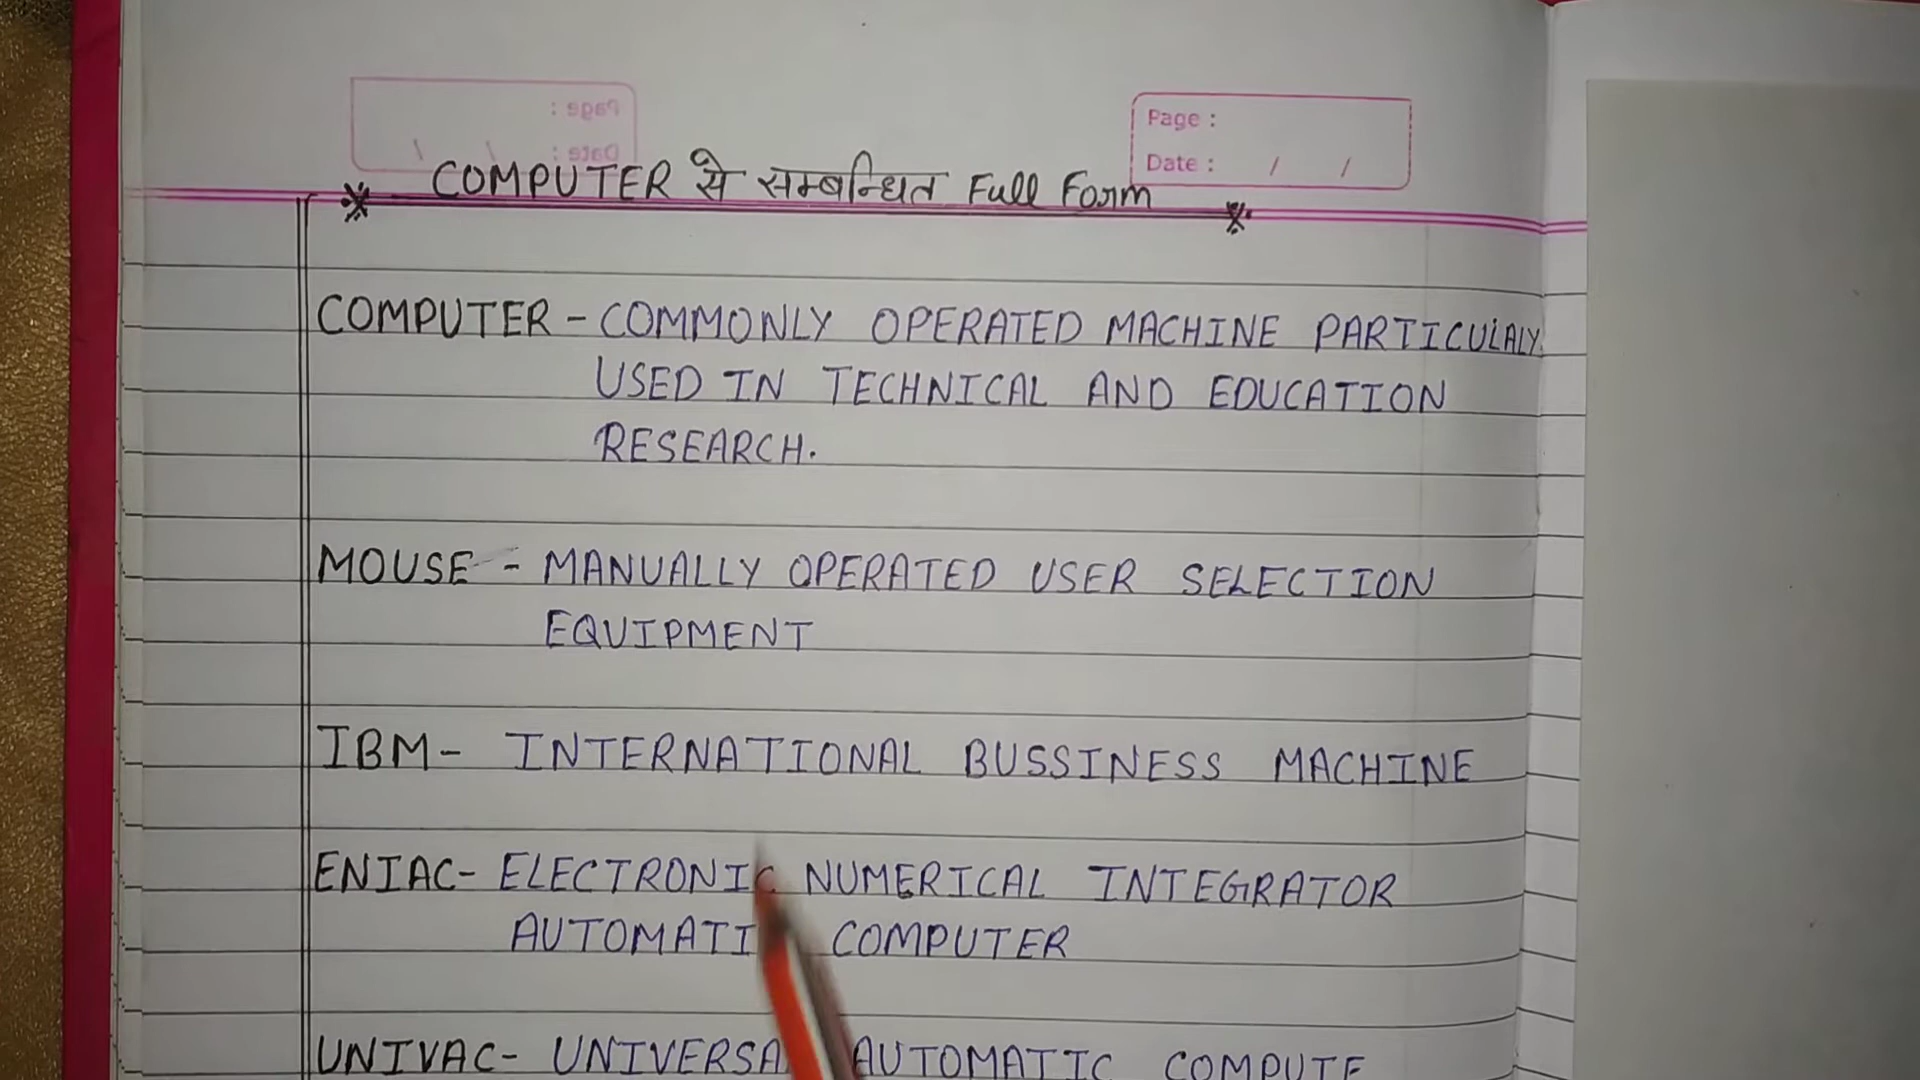 Page :
Date : / /
COMPUTER से सम्बन्धित Full Form
COMPUTER - COMMONLY OPERATED MACHINE PARTICULALY
USED IN TECHNICAL AND EDUCATION
RESEARCH.
MOUSE - MANUALLY OPERATED USER SELECTION
EQUIPMENT
IBM - INTERNATIONAL BUSSINESS MACHINE
ENIAC - ELECTRONIC NUMERICAL INTEGRATOR
COMPUTER
UNIVAC - AUTOMATIC